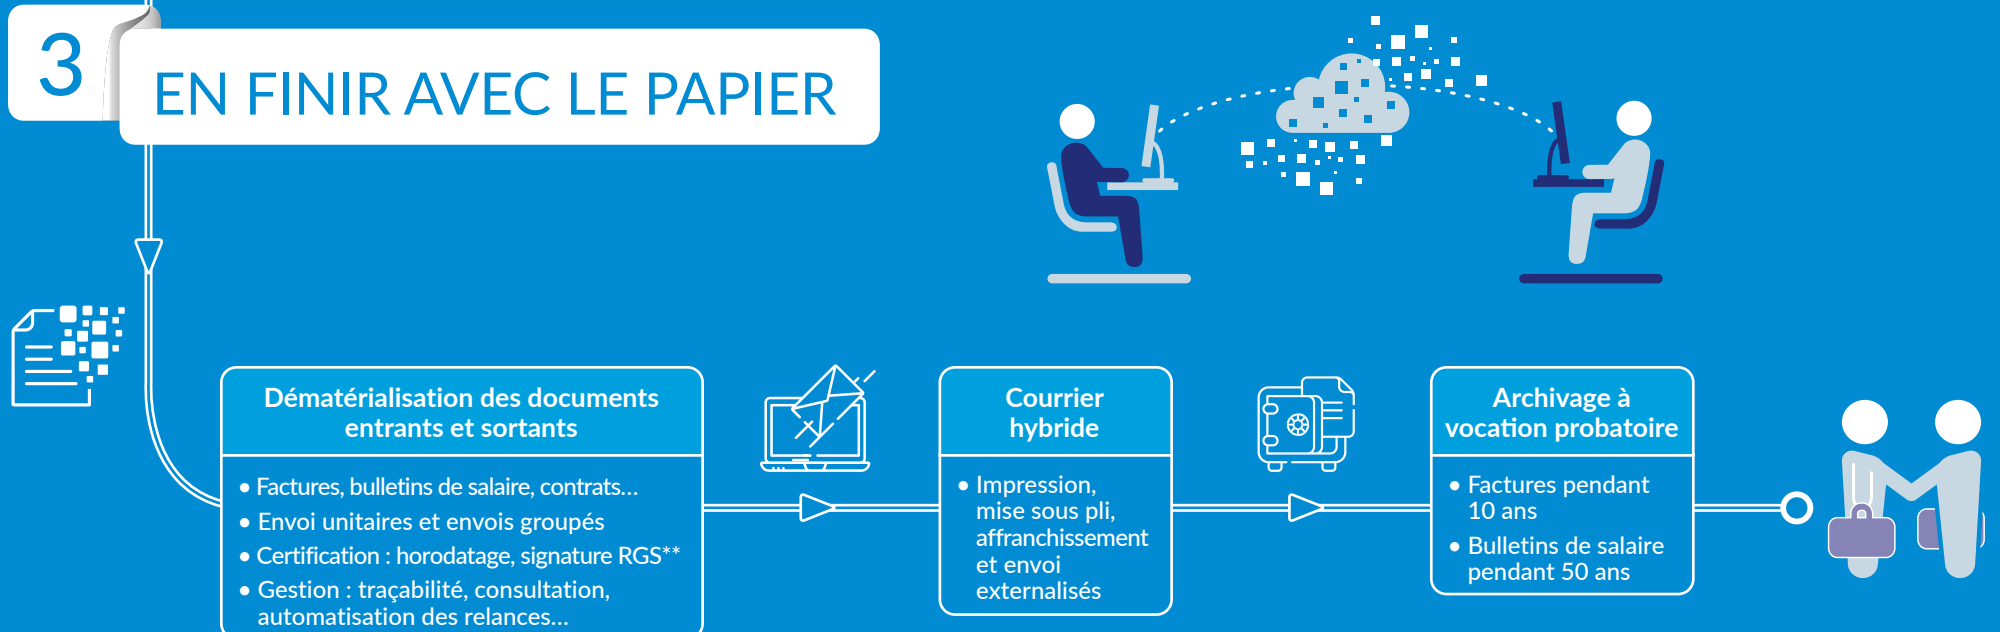 3
EN FINIR AVEC LE PAPIER
Dématérialisation des documents
entrants et sortants
• Factures, bulletins de salaire, contrats...
• Envoi unitaires et envois groupés
• Certification : horodatage, signature RGS**
• Gestion : traçabilité, consultation,
automatisation des relances...
Courrier
hybride
• Impression,
mise sous pli,
affranchissement
et envoi
externalisés
Archivage à
vocation probatoire
• Factures pendant
10 ans
• Bulletins de salaire
pendant 50 ans